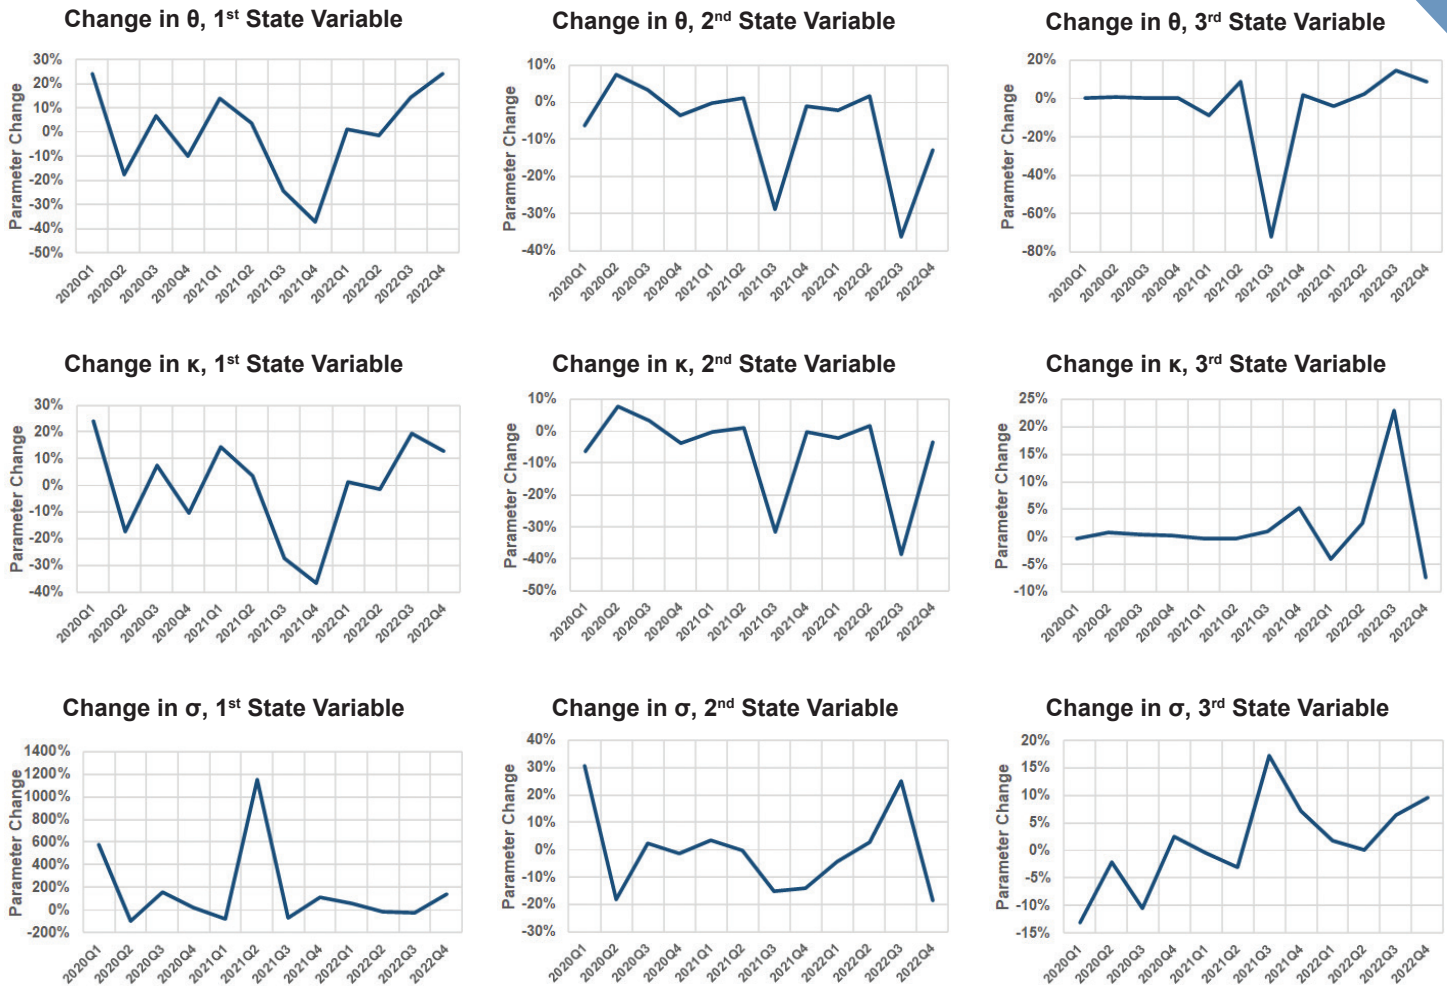 Change in θ, 1st State Variable
Parameter Change
30%
20%
10%
0%
-10%
-20%
-30%
-40%
-50%
2020Q1
2020Q2
2020Q3
2020Q4
2021Q1
2021Q2
2021Q3
2021Q4
2022Q1
2022Q2
2022Q3
2022Q4
Change in θ, 2nd State Variable
Parameter Change
10%
0%
-10%
-20%
-30%
-40%
2020Q1
2020Q2
2020Q3
2020Q4
2021Q1
2021Q2
2021Q3
2021Q4
2022Q1
2022Q2
2022Q3
2022Q4
Change in θ, 3rd State Variable
Parameter Change
20%
0%
-20%
-40%
-60%
-80%
2020Q1
2020Q2
2020Q3
2020Q4
2021Q1
2021Q2
2021Q3
2021Q4
2022Q1
2022Q2
2022Q3
2022Q4
Change in κ, 1st State Variable
Parameter Change
30%
20%
10%
0%
-10%
-20%
-30%
-40%
2020Q1
2020Q2
2020Q3
2020Q4
2021Q1
2021Q2
2021Q3
2021Q4
2022Q1
2022Q2
2022Q3
2022Q4
Change in κ, 2nd State Variable
Parameter Change
10%
0%
-10%
-20%
-30%
-40%
-50%
2020Q1
2020Q2
2020Q3
2020Q4
2021Q1
2021Q2
2021Q3
2021Q4
2022Q1
2022Q2
2022Q3
2022Q4
Change in κ, 3rd State Variable
Parameter Change
25%
20%
15%
10%
5%
0%
-5%
-10%
2020Q1
2020Q2
2020Q3
2020Q4
2021Q1
2021Q2
2021Q3
2021Q4
2022Q1
2022Q2
2022Q3
2022Q4
Change in σ, 1st State Variable
Parameter Change
1400%
1200%
1000%
800%
600%
400%
200%
0%
-200%
2020Q1
2020Q2
2020Q3
2020Q4
2021Q1
2021Q2
2021Q3
2021Q4
2022Q1
2022Q2
2022Q3
2022Q4
Change in σ, 2nd State Variable
Parameter Change
40%
30%
20%
10%
0%
-10%
-20%
-30%
2020Q1
2020Q2
2020Q3
2020Q4
2021Q1
2021Q2
2021Q3
2021Q4
2022Q1
2022Q2
2022Q3
2022Q4
Change in σ, 3rd State Variable
Parameter Change
20%
15%
10%
5%
0%
-5%
-10%
-15%
2020Q1
2020Q2
2020Q3
2020Q4
2021Q1
2021Q2
2021Q3
2021Q4
2022Q1
2022Q2
2022Q3
2022Q4